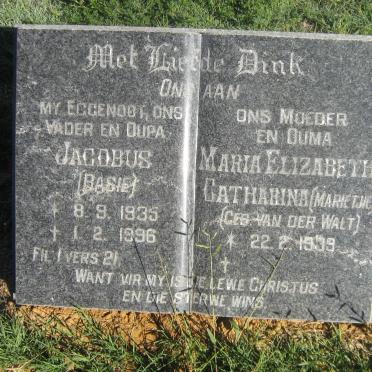 Met Liefde Dink
Ons aan
My Eggenoot, ons
Vader en Oupa
Jacobus
(Basie)
* 8.9.1935
† 1.2.1996
Ons Moeder
en Ouma
Maria Elizabeth
Catharina (Mariethe
(Geb van der Walt)
* 22.2.1939
†
Fil 1 vers 21
Want vir my is die lewe Christus
en die sterwe wins